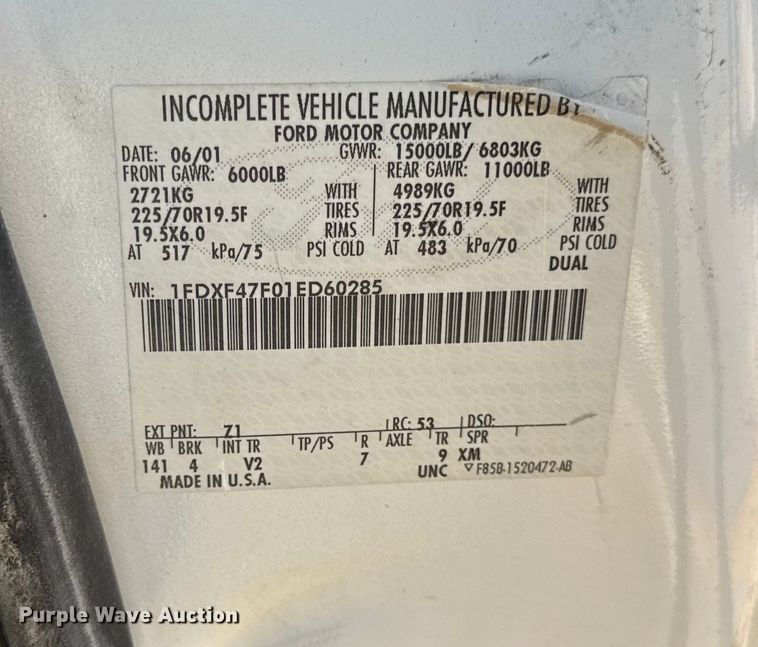 INCOMPLETE VEHICLE MANUFACTURED BY
FORD MOTOR COMPANY
DATE: 06/01 GVWR: 15000LB/ 6803KG
FRONT GAWR: 6000LB REAR GAWR: 11000LB
2721KG WITH 4989KG WITH
225/70R19.5F TIRES 225/70R19.5F TIRES
19.5X6.0 RIMS 19.5X6.0 RIMS
AT 517 kPa/75 PSI COLD AT 483 kPa/70 PSI COLD
DUAL
VIN: 1FDXF47F01ED60285
EXT PNT: Z1 RC: 53 DSO:
WB BRK INT TR TP/PS R AXLE TR SPR
141 4 V2 7 9 XM
MADE IN U.S.A. UNC F85B-1520472-AB
Purple Wave Auction